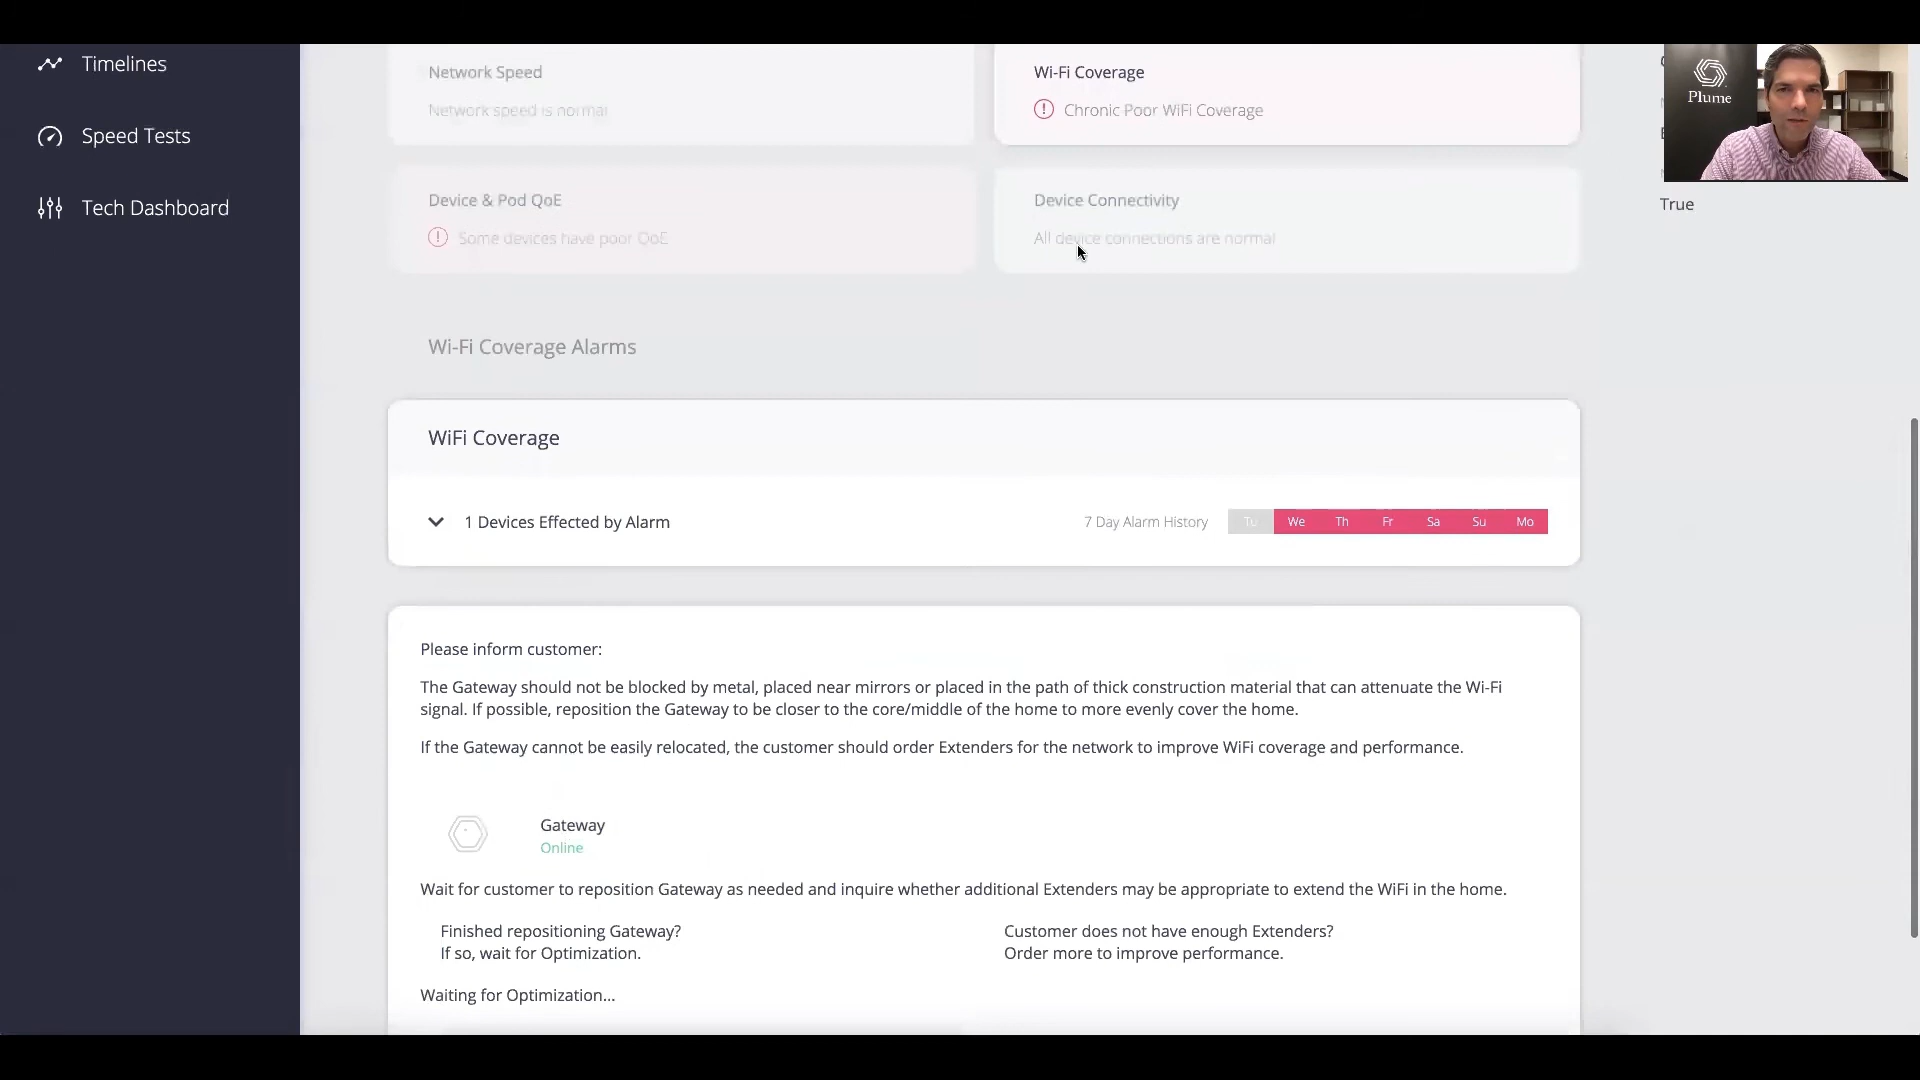 Timelines
Speed Tests
Tech Dashboard
Network Speed
Network speed is normal
Wi-Fi Coverage
Chronic Poor WiFi Coverage
Device & Pod QoE
Some devices have poor QoE
Device Connectivity
All device connections are normal
Plume
True
Wi-Fi Coverage Alarms
WiFi Coverage
1 Devices Effected by Alarm
7 Day Alarm History
Tu We Th Fr Sa Su Mo
Please inform customer:
The Gateway should not be blocked by metal, placed near mirrors or placed in the path of thick construction material that can attenuate the Wi-Fi
signal. If possible, reposition the Gateway to be closer to the core/middle of the home to more evenly cover the home.
If the Gateway cannot be easily relocated, the customer should order Extenders for the network to improve WiFi coverage and performance.
Gateway
Online
Wait for customer to reposition Gateway as needed and inquire whether additional Extenders may be appropriate to extend the WiFi in the home.
Finished repositioning Gateway?
If so, wait for Optimization.
Customer does not have enough Extenders?
Order more to improve performance.
Waiting for Optimization...